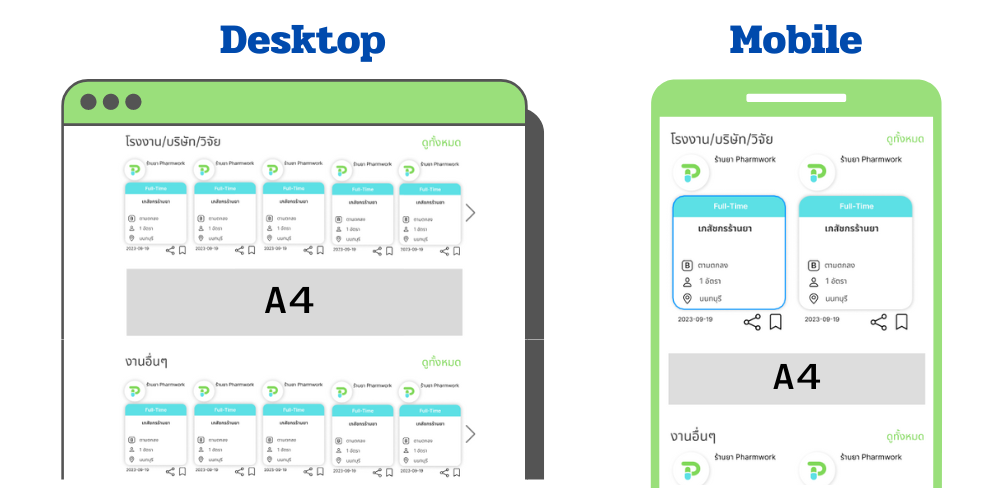 Desktop
Mobile
โรงงาน/บริษัท/วิจัย
ดูทั้งหมด
ร้านยา Pharmwork
ร้านยา Pharmwork
ร้านยา Pharmwork
ร้านยา Pharmwork
ร้านยา Pharmwork
Full-Time
Full-Time
Full-Time
Full-Time
Full-Time
เภสัชกรร้านยา
เภสัชกรร้านยา
เภสัชกรร้านยา
เภสัชกรร้านยา
เภสัชกรร้านยา
B ตามตกลง
B ตามตกลง
B ตามตกลง
B ตามตกลง
B ตามตกลง
1 อัตรา
1 อัตรา
1 อัตรา
1 อัตรา
1 อัตรา
นนทบุรี
นนทบุรี
นนทบุรี
นนทบุรี
นนทบุรี
2023-09-19
2023-09-19
2023-09-19
2023-09-19
2023-09-19
A4
งานอื่นๆ
ดูทั้งหมด
ร้านยา Pharmwork
ร้านยา Pharmwork
ร้านยา Pharmwork
ร้านยา Pharmwork
ร้านยา Pharmwork
Full-Time
Full-Time
Full-Time
Full-Time
Full-Time
เภสัชกรร้านยา
เภสัชกรร้านยา
เภสัชกรร้านยา
เภสัชกรร้านยา
เภสัชกรร้านยา
B ตามตกลง
B ตามตกลง
B ตามตกลง
B ตามตกลง
B ตามตกลง
1 อัตรา
1 อัตรา
1 อัตรา
1 อัตรา
1 อัตรา
นนทบุรี
นนทบุรี
นนทบุรี
นนทบุรี
นนทบุรี
2023-09-19
2023-09-19
2023-09-19
2023-09-19
2023-09-19
โรงงาน/บริษัท/วิจัย
ดูทั้งหมด
ร้านยา Pharmwork
ร้านยา Pharmwork
Full-Time
Full-Time
เภสัชกรร้านยา
เภสัชกรร้านยา
B ตามตกลง
B ตามตกลง
1 อัตรา
1 อัตรา
นนทบุรี
นนทบุรี
2023-09-19
2023-09-19
A4
งานอื่นๆ
ดูทั้งหมด
ร้านยา Pharmwork
ร้านยา Pharmwork